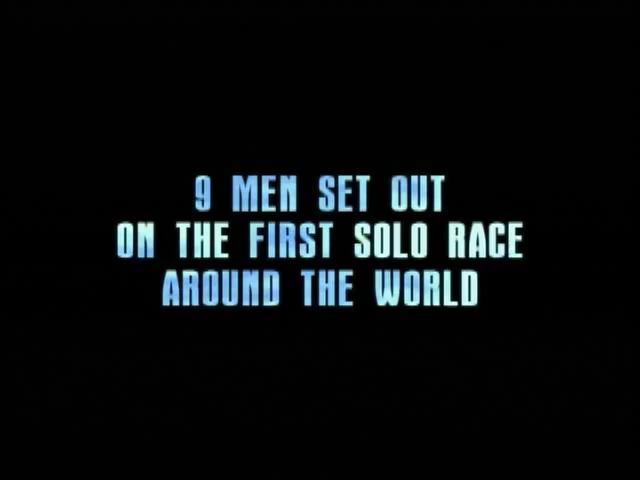 9 MEN SET OUT
ON THE FIRST SOLO RACE
AROUND THE WORLD